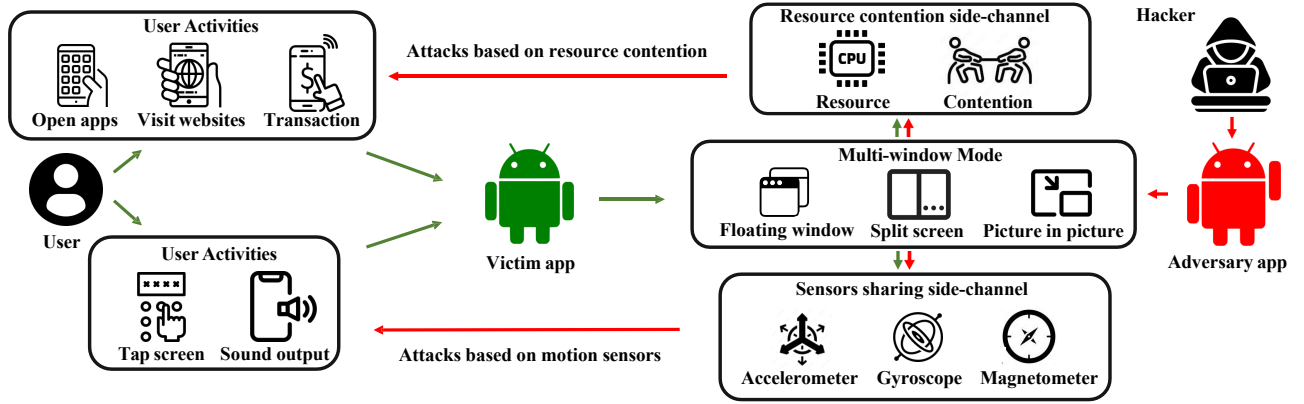 User Activities
Open apps
Visit websites
Transaction
Attacks based on resource contention
Resource contention side-channel
CPU
Resource
Contention
Hacker
User
Victim app
Multi-window Mode
Floating window
Split screen
Picture in picture
Adversary app
User Activities
××××
Tap screen
Sound output
Attacks based on motion sensors
Sensors sharing side-channel
Accelerometer
Gyroscope
Magnetometer